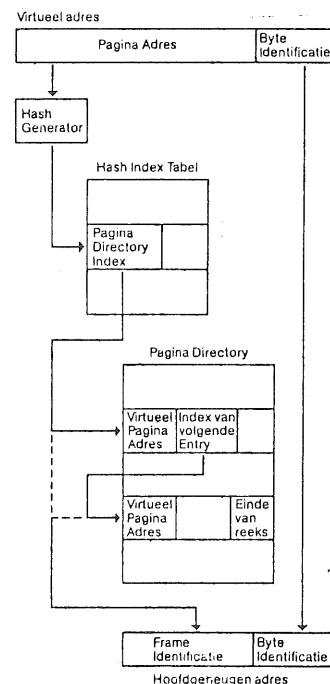 Virtueel adres
Pagina Adres
Byte
Identificatie
Hash
Generator
Hash Index Tabel
Pagina
Directory
Index
Pagina Directory
Virtueel
Pagina
Adres
Index van
volgende
Entry
Virtueel
Pagina
Adres
Einde
van
reeks
Frame
Identificatie
Byte
Identificatie
Hoofdgeheugen adres